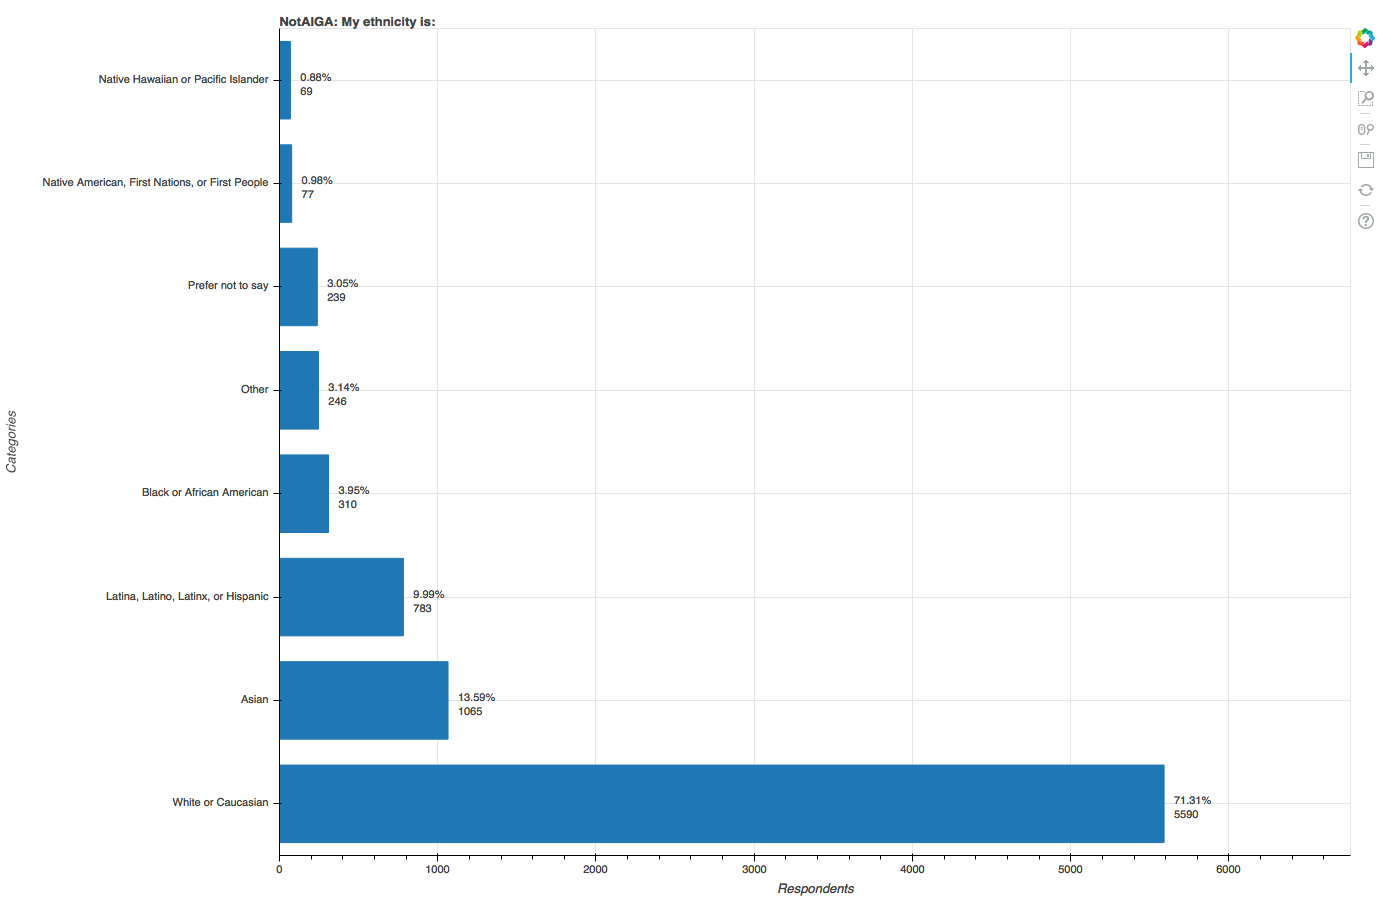 NotAIGA: My ethnicity is:
Native Hawaiian or Pacific Islander
0.88%
69
Native American, First Nations, or First People
0.98%
77
Prefer not to say
3.05%
239
Other
3.14%
246
Black or African American
3.95%
310
Latina, Latino, Latinx, or Hispanic
9.99%
783
Asian
13.59%
1065
White or Caucasian
71.31%
5590
Categories
0 1000 2000 3000 4000 5000 6000
Respondents